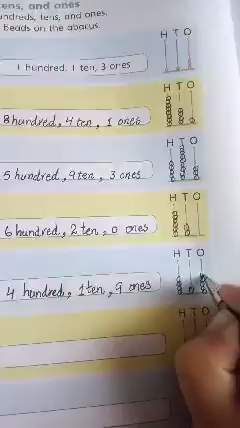 ens, and ones
undreds, tens, and ones.
beads on the abacus.
H T O
1 hundred, 1 ten, 3 ones
H T O
8 hundred, 4 ten, 1 ones
H T O
5 hundred, 9 ten, 3 ones
H T O
6 hundred, 2 ten, 0 ones
H T O
4 hundred, 1 ten, 9 ones
H T O